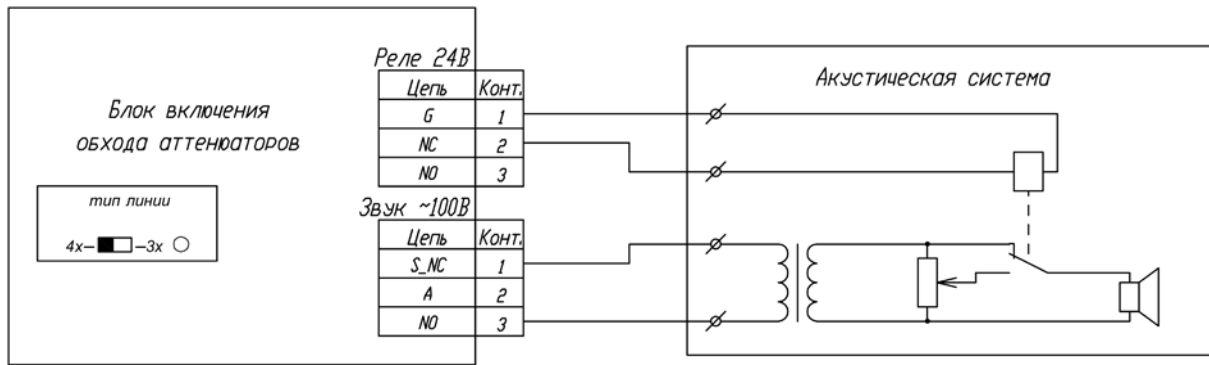 Реле 24В
Цепь Конт.
G 1
NC 2
NO 3
Блок включения
обхода аттенюаторов
тип линии
4х 3х
Звук ~100В
Цепь Конт.
S_NC 1
A 2
NO 3
Акустическая система